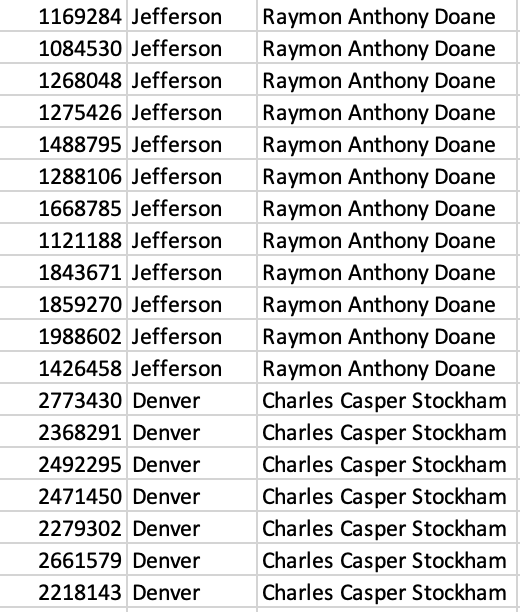 1169284 Jefferson Raymon Anthony Doane
1084530 Jefferson Raymon Anthony Doane
1268048 Jefferson Raymon Anthony Doane
1275426 Jefferson Raymon Anthony Doane
1488795 Jefferson Raymon Anthony Doane
1288106 Jefferson Raymon Anthony Doane
1668785 Jefferson Raymon Anthony Doane
1121188 Jefferson Raymon Anthony Doane
1843671 Jefferson Raymon Anthony Doane
1859270 Jefferson Raymon Anthony Doane
1988602 Jefferson Raymon Anthony Doane
1426458 Jefferson Raymon Anthony Doane
2773430 Denver Charles Casper Stockham
2368291 Denver Charles Casper Stockham
2492295 Denver Charles Casper Stockham
2471450 Denver Charles Casper Stockham
2279302 Denver Charles Casper Stockham
2661579 Denver Charles Casper Stockham
2218143 Denver Charles Casper Stockham